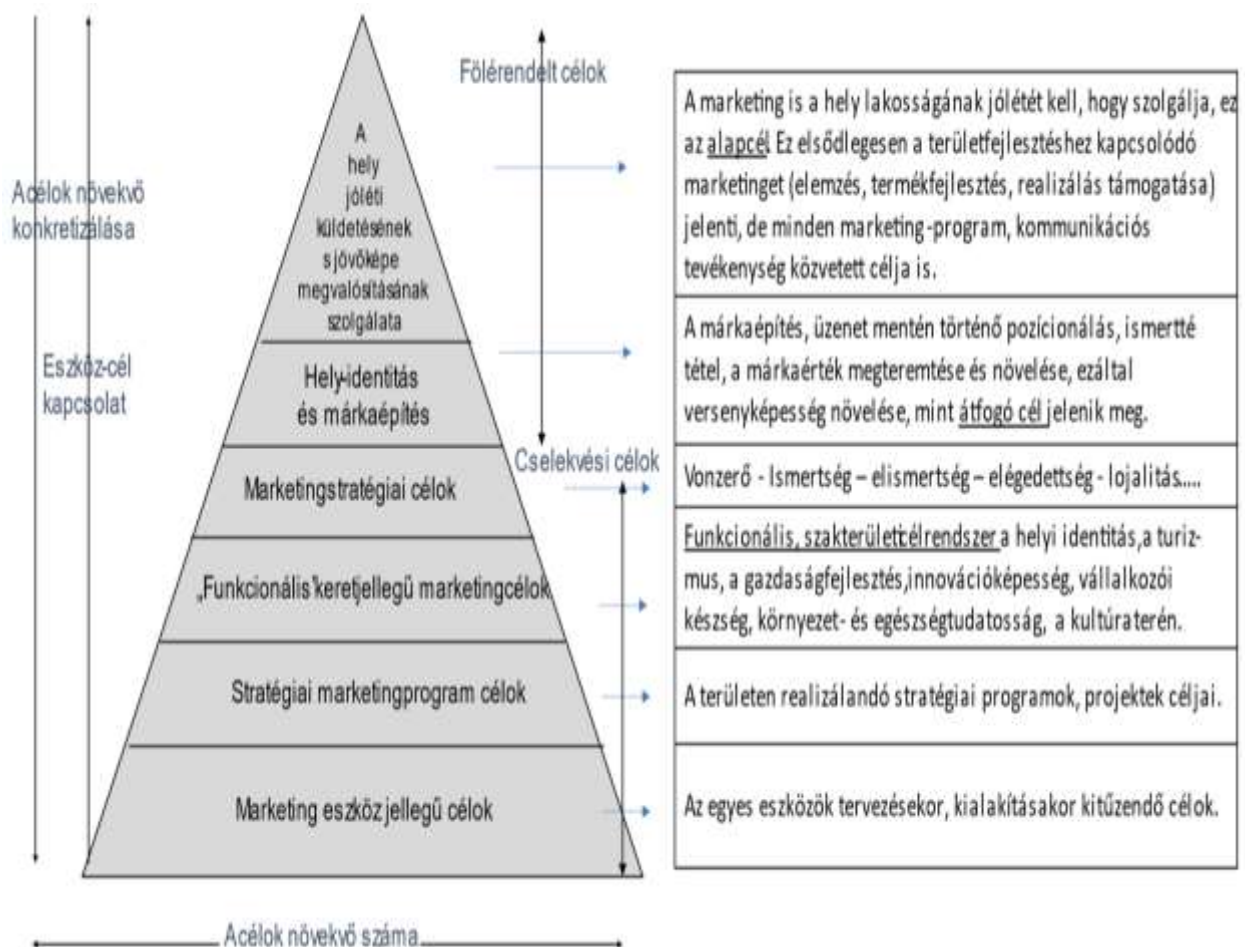 Fölérendelt célok
A célok növekvő
konkretizálása
Eszköz-cél
kapcsolat
A
hely
jóléti
küldetésének
s jövőképe
megvalósításának
szolgálata
Hely-identitás
és márkaépítés
Cselekvési célok
Marketingstratégiai célok
„Funkcionális” keretjellegű marketingcélok
Stratégiai marketingprogram célok
Marketing eszköz jellegű célok
A célok növekvő száma
A marketing is a hely lakosságának jólétét kell, hogy szolgálja, ez
az alapcél. Ez elsődlegesen a területfejlesztéshez kapcsolódó
marketinget (elemzés, termékfejlesztés, realizálás támogatása)
jelenti, de minden marketing-program, kommunikációs
tevékenység közvetett célja is.
A márkaépítés, üzenet mentén történő pozícionálás, ismertté
tétel, a márkaérték megteremtése és növelése, ezáltal
versenyképesség növelése, mint átfogó cél jelenik meg.
Vonzerő - Ismertség – elismertség – elégedettség - lojalitás.....
Funkcionális, szakterületi célrendszer a helyi identitás, a turiz-
mus, a gazdaságfejlesztés, innovációképesség, vállalkozói
készség, környezet- és egészségtudatosság, a kultúra terén.
A területen realizálandó stratégiai programok, projektek céljai.
Az egyes eszközök tervezésekor, kialakításakor kitűzendő célok.